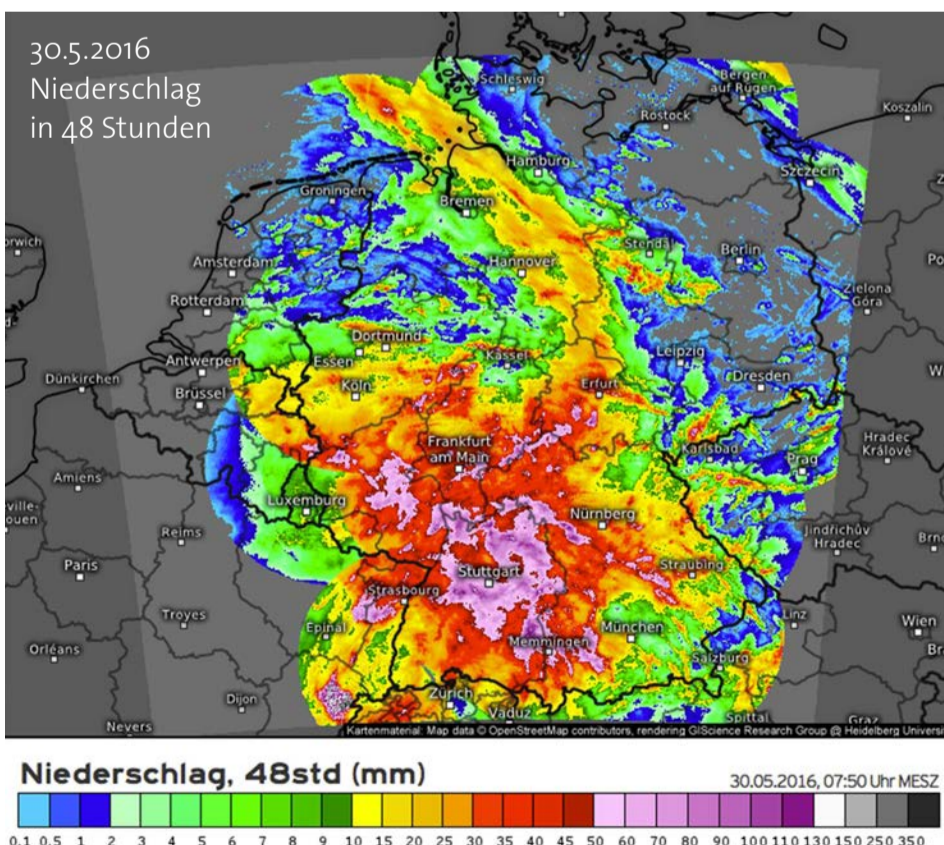 30.5.2016
Niederschlag
in 48 Stunden
Schleswig
Bergen
auf Rügen
Koszalin
Rostock
Hamburg
Szczecin
Groningen
Bremen
orwich
Stendal
Berlin
Amsterdam
Hannover
Po
Rotterdam
Zielona
Góra
Dortmund
Essen
Kassel
Leipzig
Antwerpen
Dünkirchen
Köln
Erfurt
Dresden
W
Brüssel
Frankfurt
am Main
Karlsbad
Prag
Hradec
Králové
Amiens
Luxemburg
eville-
ouen
Nürnberg
Reims
Jindřichův
Hradec
Brno
Paris
Stuttgart
Straubing
Strasbourg
Troyes
Linz
Epinal
München
Wien
Orléans
Memmingen
Bra
Salzburg
Dijon
Zürich
Vaduz
Spittal
Graz
Nevers
Kartenmaterial: Map data © OpenStreetMap contributors, rendering GIScience Research Group @ Heidelberg Universi
Niederschlag, 48std (mm)
30.05.2016, 07:50 Uhr MESZ
0.1 0.5 1 2 3 4 5 6 7 8 9 10 15 20 25 30 35 40 45 50 60 70 80 90 100 110 130 150 250 350